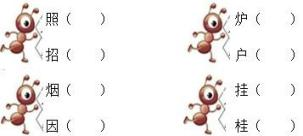 照（ ） 炉（ ）
招（ ） 户（ ）
烟（ ） 挂（ ）
因（ ） 桂（ ）